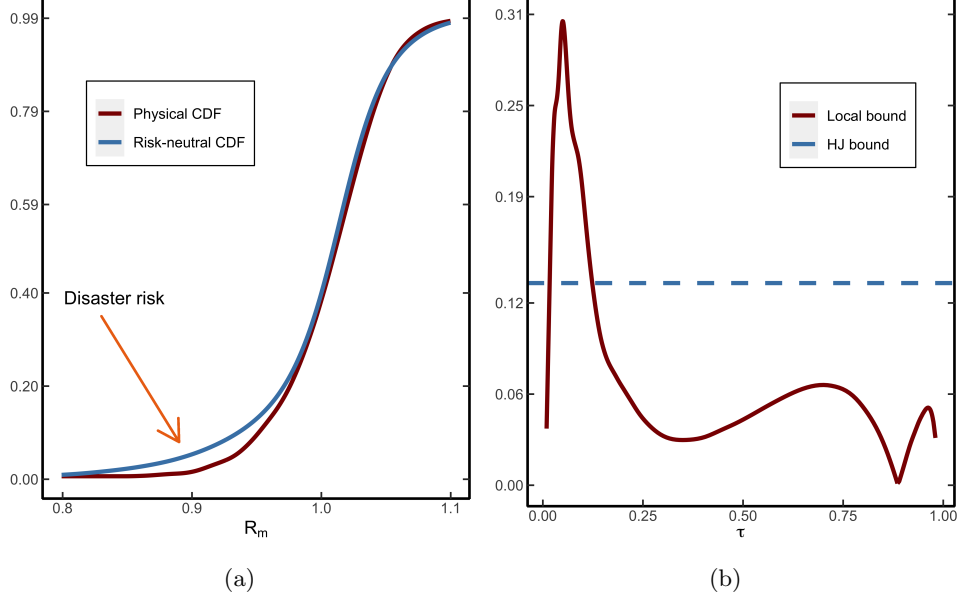 0.99
0.79
0.59
0.40
0.20
0.00
Physical CDF
Risk-neutral CDF
Disaster risk
0.8
0.9
1.0
1.1
Rm
(a)
0.31
0.25
0.19
0.12
0.06
0.00
Local bound
HJ bound
0.00
0.25
0.50
0.75
1.00
τ
(b)